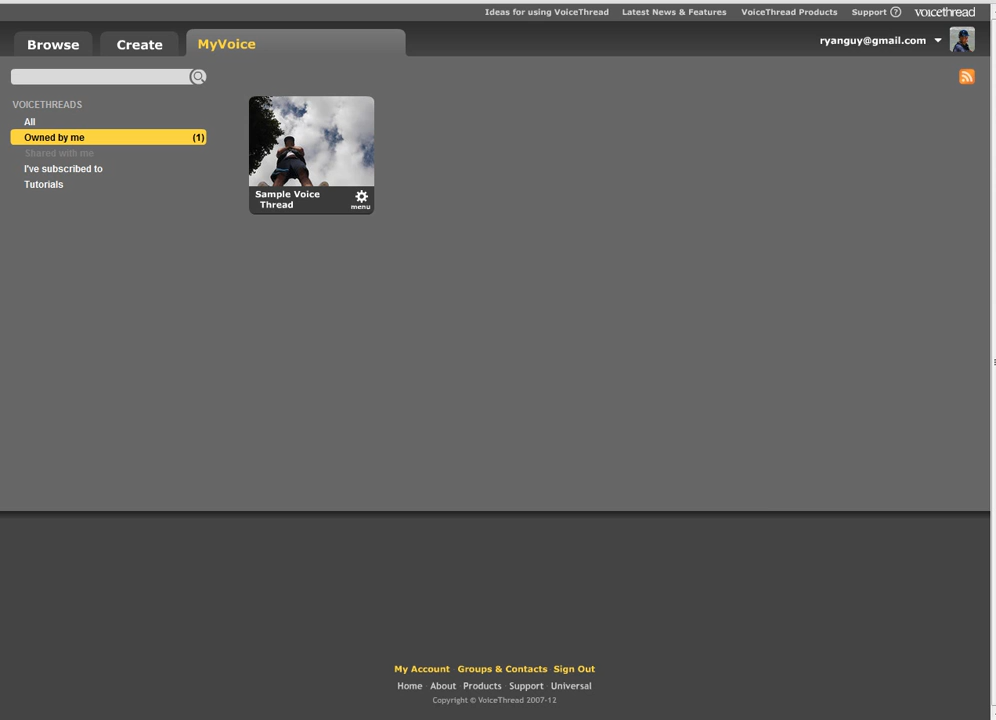 Ideas for using VoiceThread Latest News & Features VoiceThread Products Support ? voicethread
Browse Create MyVoice ryanguy@gmail.com
VOICETHREADS
All
Owned by me (1)
Shared with me
I've subscribed to
Tutorials
Sample Voice
Thread
menu
My Account Groups & Contacts Sign Out
Home About Products Support Universal
Copyright © VoiceThread 2007-12